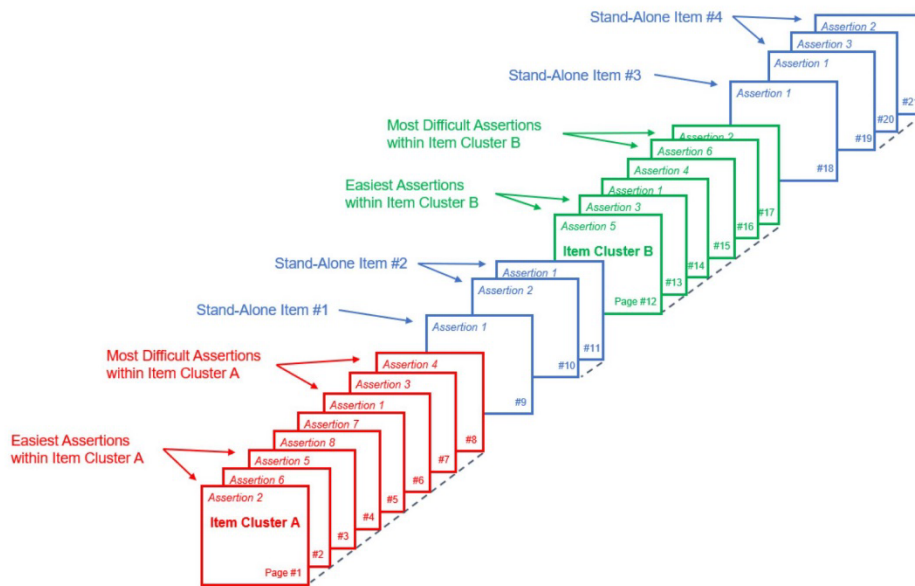 Stand-Alone Item #4
Assertion 2
Assertion 3
Assertion 1
Stand-Alone Item #3
Assertion 1
#21
#20
#19
#18
Most Difficult Assertions
within Item Cluster B
Assertion 2
Assertion 6
Assertion 4
Easiest Assertions
within Item Cluster B
Assertion 1
Assertion 3
Assertion 5
Item Cluster B
#17
#16
#15
#14
#13
Page #12
Stand-Alone Item #2
Assertion 1
Assertion 2
Stand-Alone Item #1
Assertion 1
#11
#10
#9
Most Difficult Assertions
within Item Cluster A
Assertion 4
Assertion 3
Assertion 1
Assertion 7
Easiest Assertions
within Item Cluster A
Assertion 8
Assertion 5
Assertion 6
Assertion 2
Item Cluster A
#8
#7
#6
#5
#4
#3
#2
Page #1